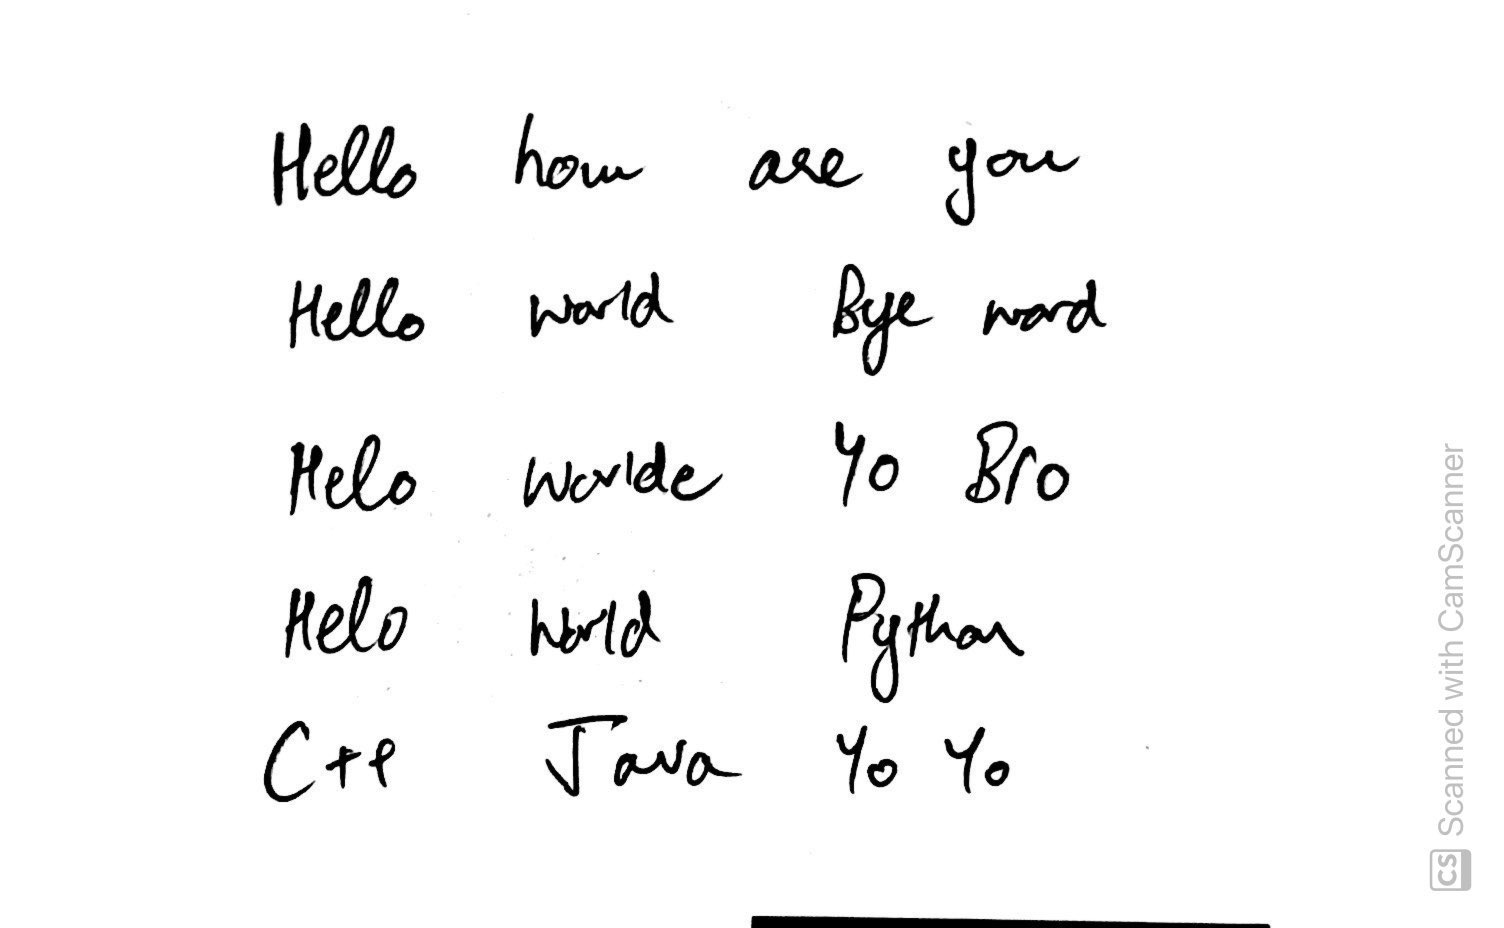 Hello how are you
Hello world Bye word
Helo worlde Yo Bro
Helo world Python
C++ Java Yo Yo
Scanned with CamScanner
CS